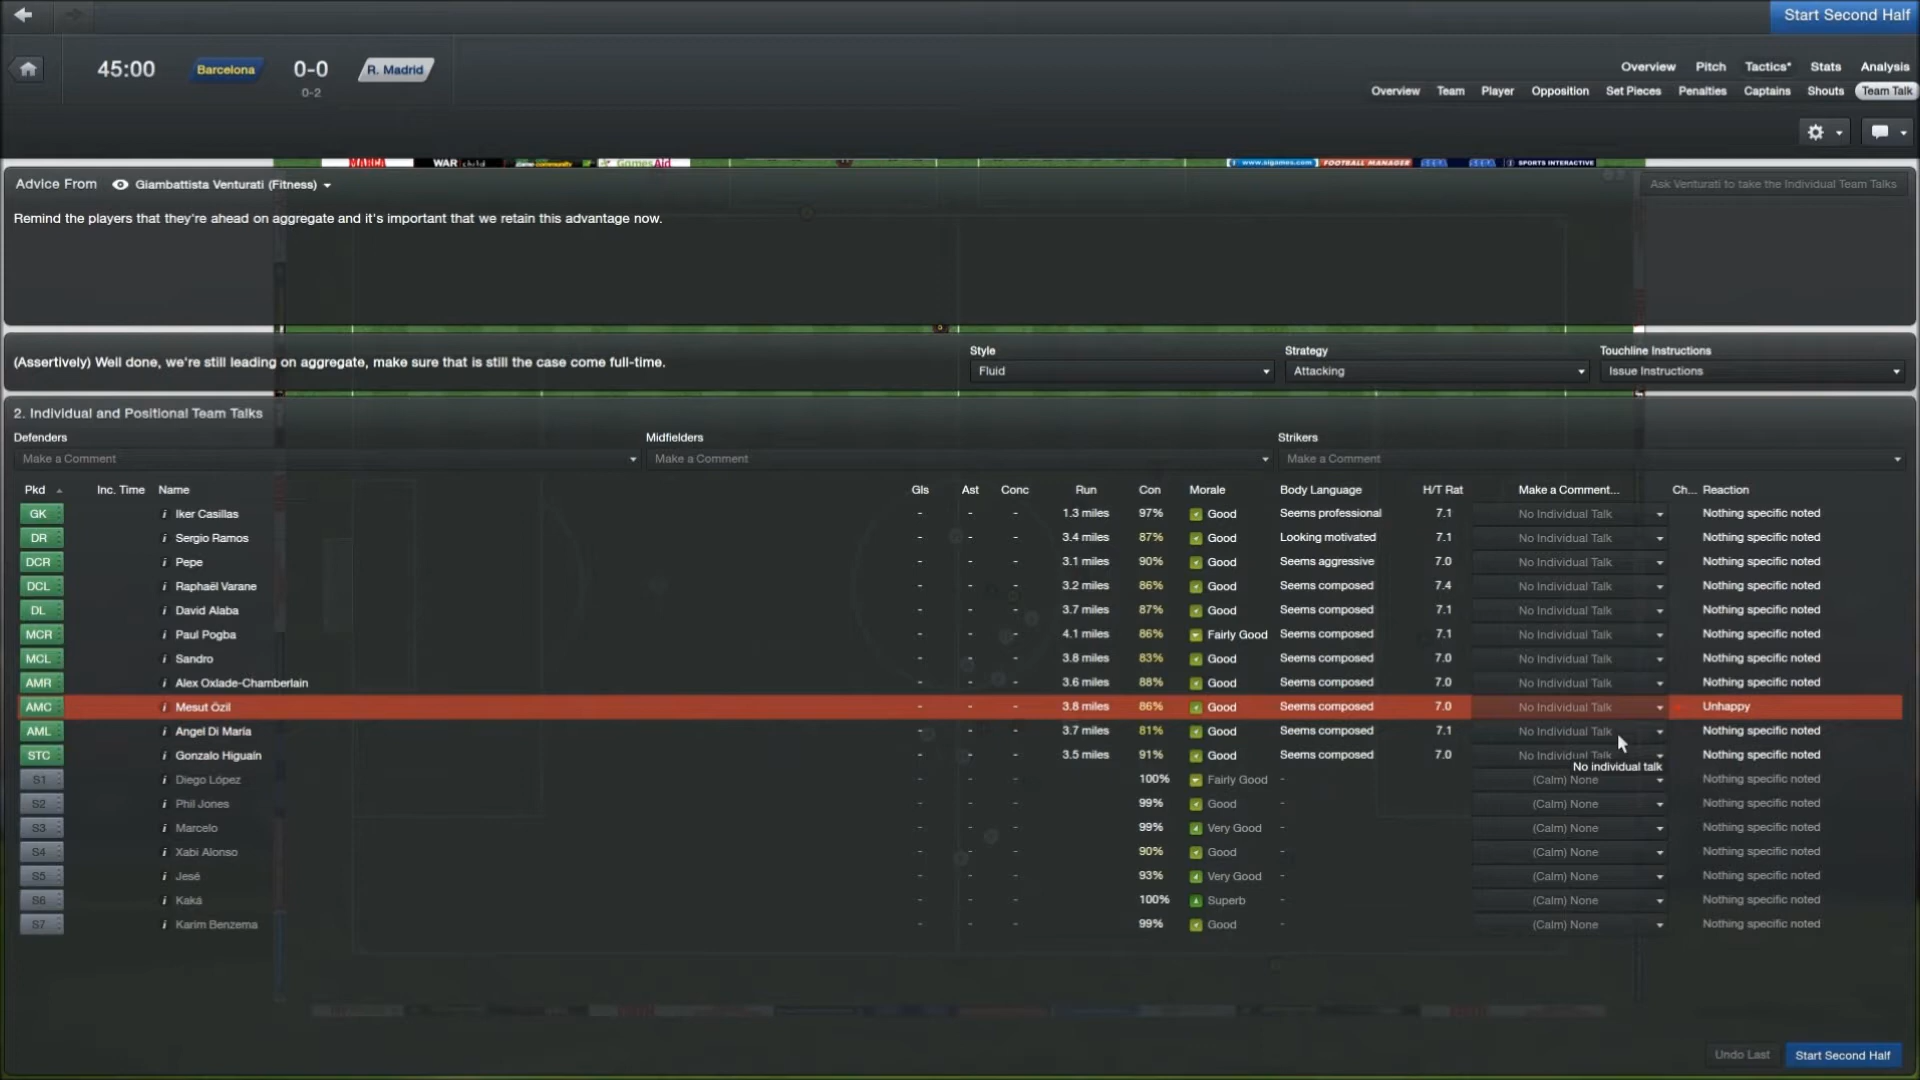 Start Second Half
45:00 Barcelona 0-0 R. Madrid
0-2
Overview Pitch Tactics* Stats Analysis
Overview Team Player Opposition Set Pieces Penalties Captains Shouts Team Talk
MARCA WAR child GamesAid www.sigames.com FOOTBALL MANAGER SEGA SEGA SPORTS INTERACTIVE
Advice From Giambattista Venturati (Fitness) Ask Venturati to take the Individual Team Talks
Remind the players that they're ahead on aggregate and it's important that we retain this advantage now.
Style Strategy Touchline Instructions
(Assertively) Well done, we're still leading on aggregate, make sure that is still the case come full-time.
Fluid Attacking Issue Instructions
2. Individual and Positional Team Talks
Defenders Midfielders Strikers
Make a Comment Make a Comment Make a Comment
Pkd Inc. Time Name Gls Ast Conc Run Con Morale Body Language H/T Rat Make a Comment... Ch... Reaction
GK i Iker Casillas - - - 1.3 miles 97% Good Seems professional 7.1 No Individual Talk Nothing specific noted
DR i Sergio Ramos - - - 3.4 miles 87% Good Looking motivated 7.1 No Individual Talk Nothing specific noted
DCR i Pepe - - - 3.1 miles 90% Good Seems aggressive 7.0 No Individual Talk Nothing specific noted
DCL i Raphaël Varane - - - 3.2 miles 86% Good Seems composed 7.4 No Individual Talk Nothing specific noted
DL i David Alaba - - - 3.7 miles 87% Good Seems composed 7.1 No Individual Talk Nothing specific noted
MCR i Paul Pogba - - - 4.1 miles 86% Fairly Good Seems composed 7.1 No Individual Talk Nothing specific noted
MCL i Sandro - - - 3.8 miles 83% Good Seems composed 7.0 No Individual Talk Nothing specific noted
AMR i Alex Oxlade-Chamberlain - - - 3.6 miles 88% Good Seems composed 7.0 No Individual Talk Nothing specific noted
AMC i Mesut Özil - - - 3.8 miles 86% Good Seems composed 7.0 No Individual Talk Unhappy
AML i Angel Di María - - - 3.7 miles 81% Good Seems composed 7.1 No Individual Talk Nothing specific noted
STC i Gonzalo Higuaín - - - 3.5 miles 91% Good Seems composed 7.0 No Individual Talk Nothing specific noted
No individual talk
S1 i Diego López - - - 100% Fairly Good - (Calm) None Nothing specific noted
S2 i Phil Jones - - - 99% Good - (Calm) None Nothing specific noted
S3 i Marcelo - - - 99% Very Good - (Calm) None Nothing specific noted
S4 i Xabi Alonso - - - 90% Good - (Calm) None Nothing specific noted
S5 i Jesé - - - 93% Very Good - (Calm) None Nothing specific noted
S6 i Kaká - - - 100% Superb - (Calm) None Nothing specific noted
S7 i Karim Benzema - - - 99% Good - (Calm) None Nothing specific noted
Undo Last Start Second Half